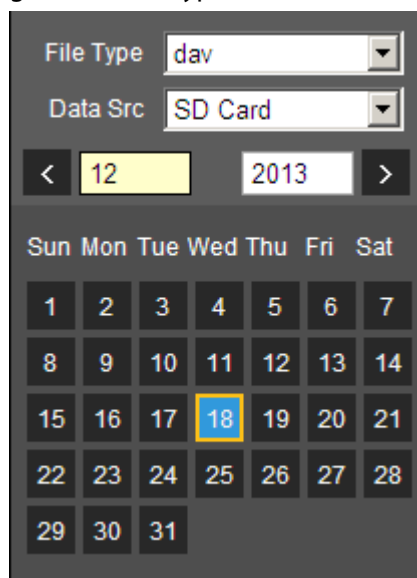 File Type dav
Data Src SD Card
< 12 2013 >
Sun Mon Tue Wed Thu Fri Sat
1 2 3 4 5 6 7
8 9 10 11 12 13 14
15 16 17 18 19 20 21
22 23 24 25 26 27 28
29 30 31